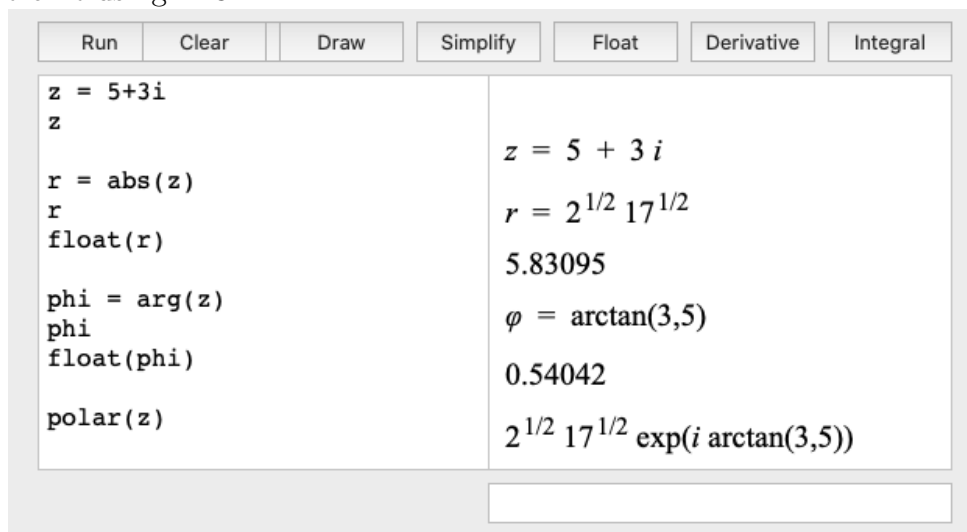 Run Clear Draw Simplify Float Derivative Integral
z = 5+3i
z
r = abs(z)
r
float(r)
phi = arg(z)
phi
float(phi)
polar(z)
z = 5 + 3 i
r = 2^{1/2} 17^{1/2}
5.83095
φ = arctan(3,5)
0.54042
2^{1/2} 17^{1/2} exp(i arctan(3,5))